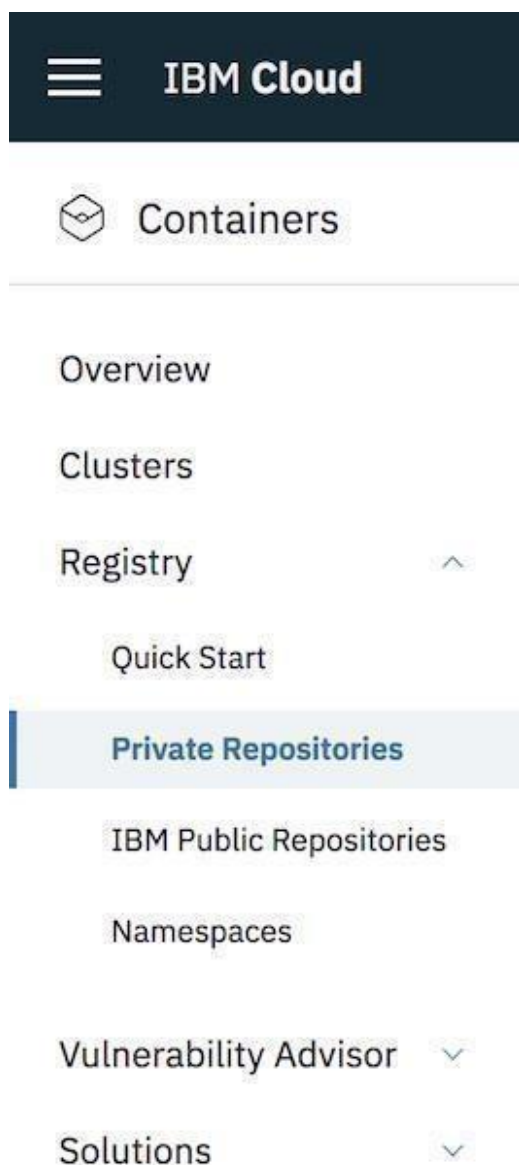 IBM Cloud
Containers
Overview
Clusters
Registry
Quick Start
Private Repositories
IBM Public Repositories
Namespaces
Vulnerability Advisor
Solutions